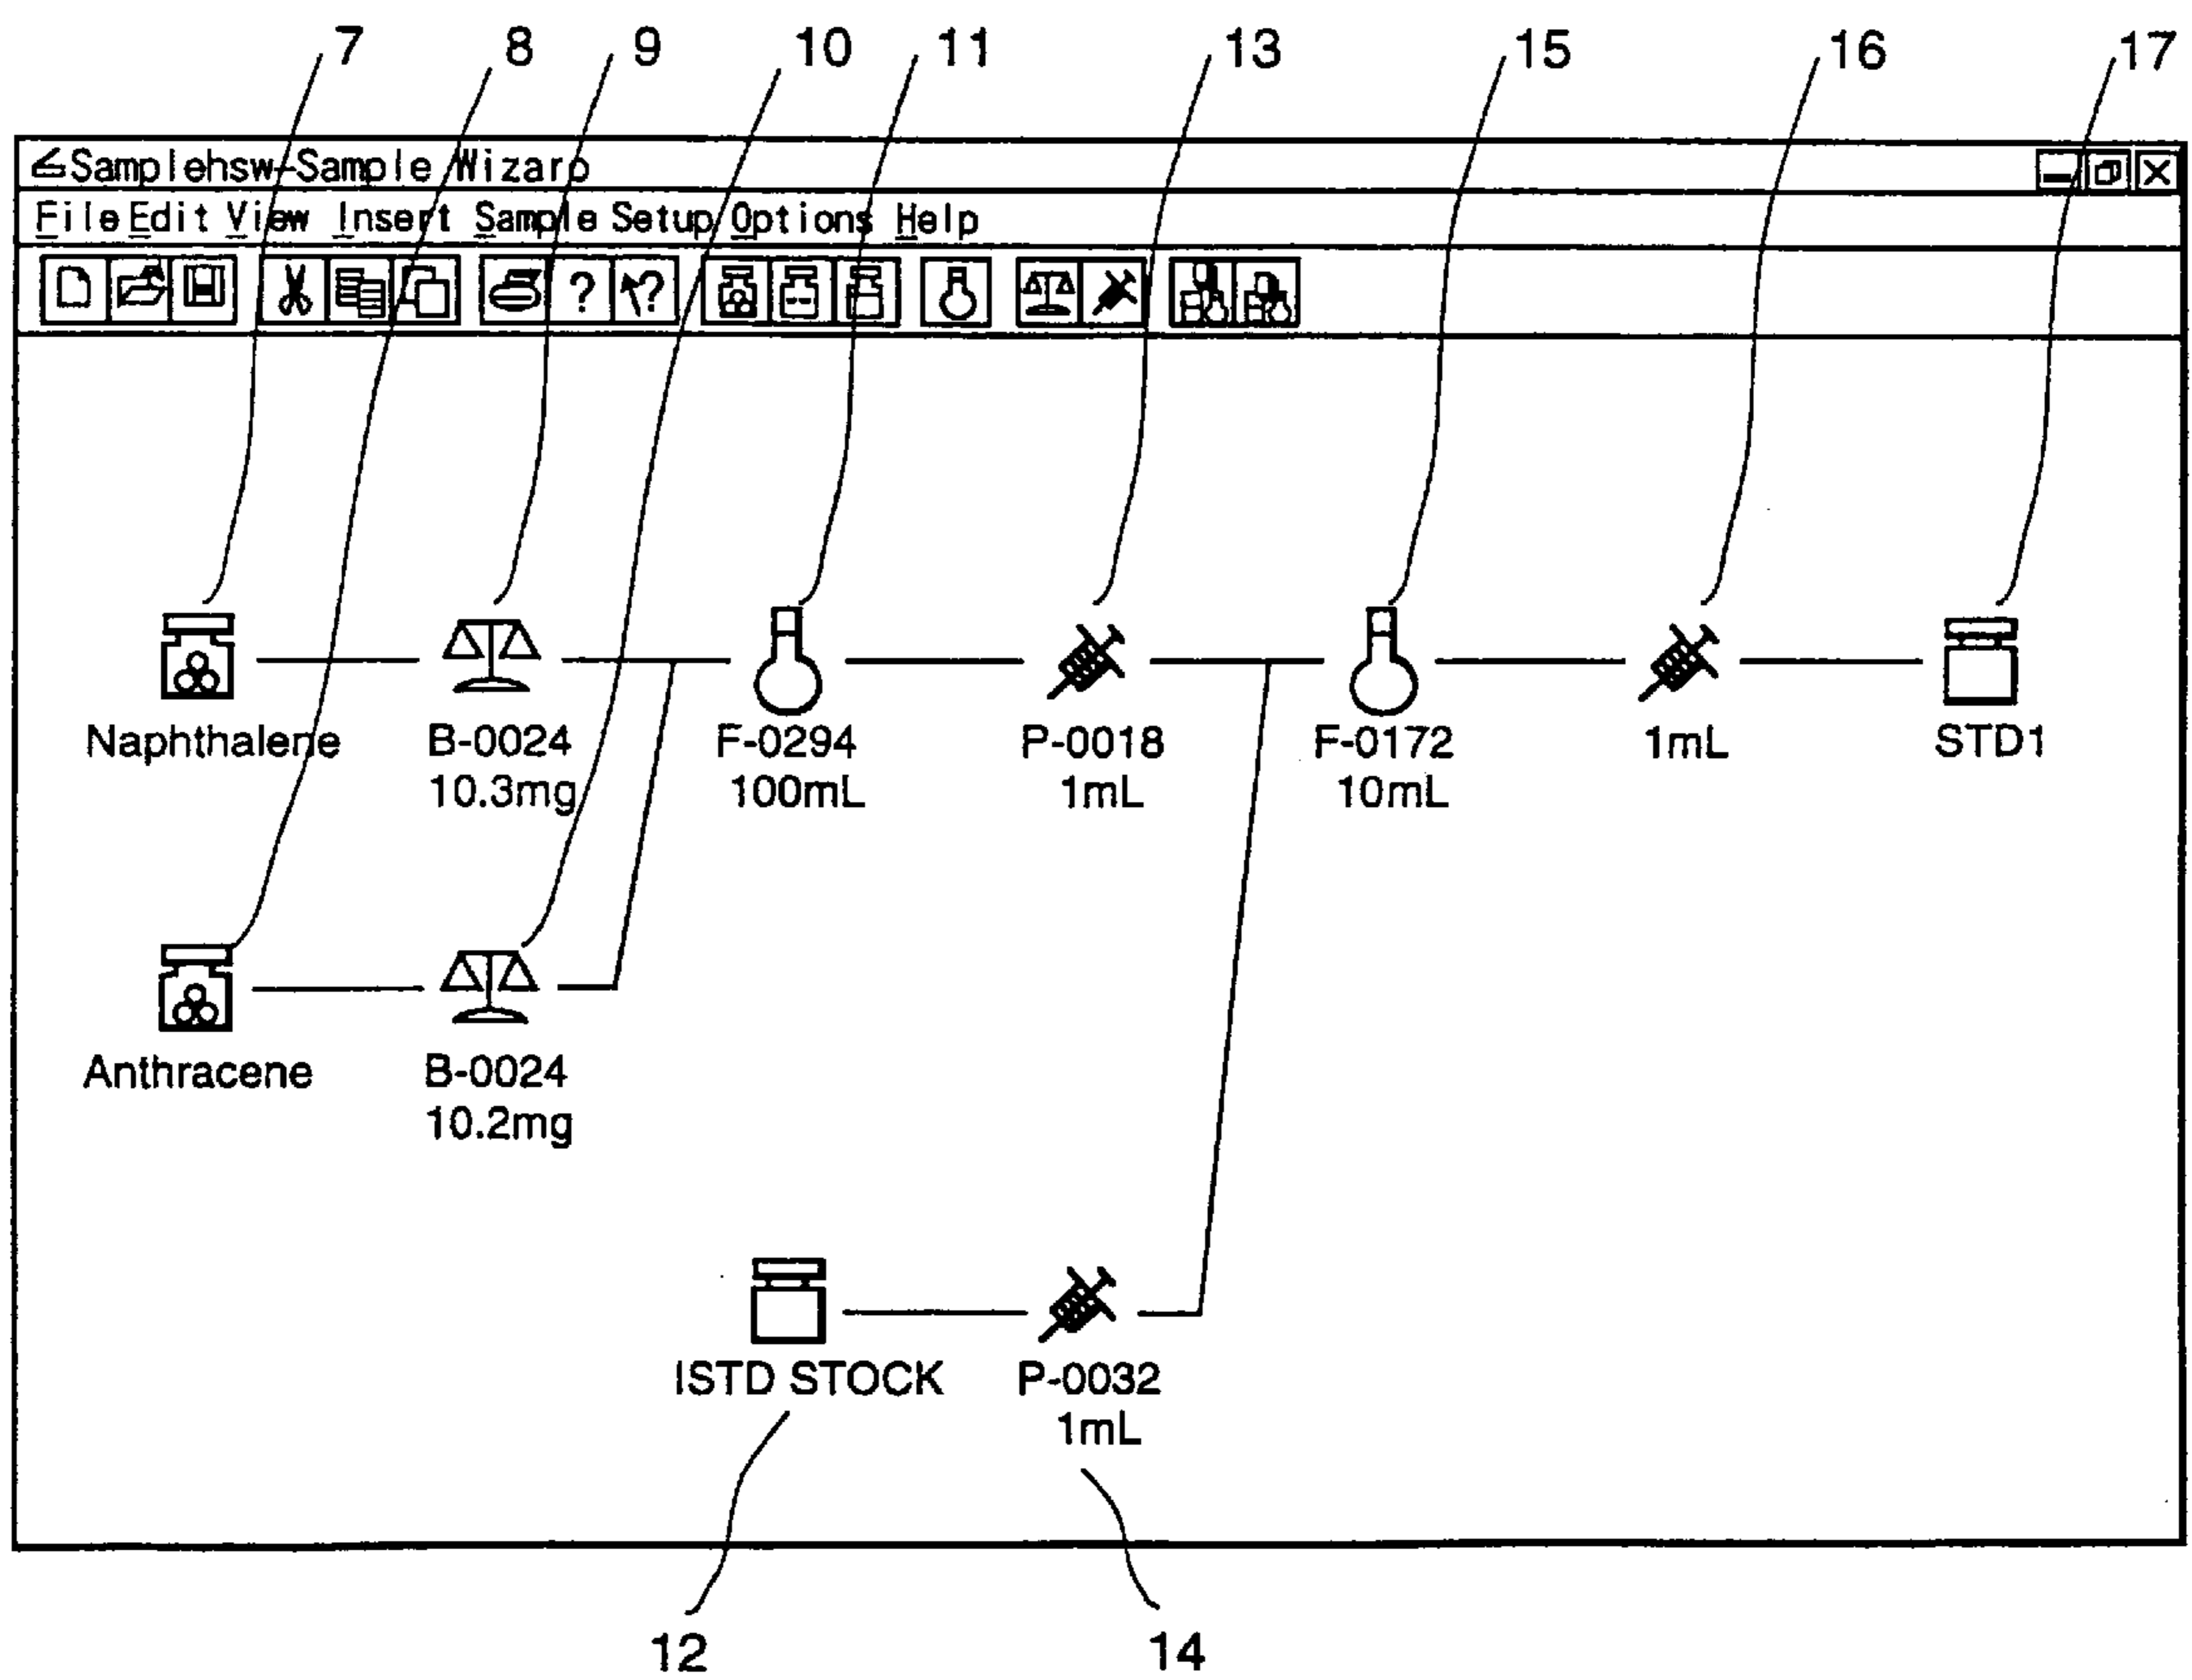 7 8 9 10 11 13 15 16 17
Samplehsw-Sample Wizaro
File Edit View Insert Sample Setup Options Help
? ?
Naphthalene B-0024 F-0294 P-0018 F-0172 1mL STD1
10.3mg 100mL 1mL 10mL
Anthracene B-0024
10.2mg
ISTD STOCK P-0032
1mL
12 14